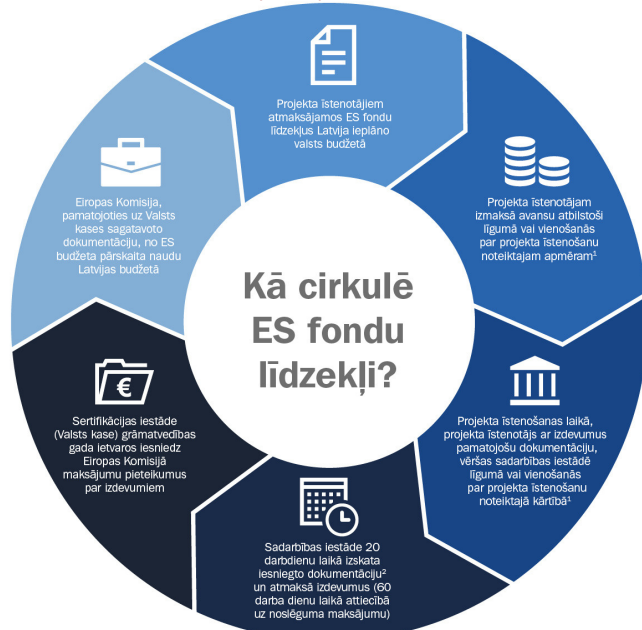 Kā cirkulē
ES fondu
līdzekļi?
Projekta īstenotājiem
atmaksājamos ES fondu
līdzekļus Latvija ieplāno
valsts budžetā
Projekta īstenotājam
izmaksā avansu atbilstoši
līgumā vai vienošanās
par projekta īstenošanu
noteiktajam apmēram¹
Projekta īstenošanas laikā,
projekta īstenotājs ar izdevumus
pamatojošu dokumentāciju,
vēršas sadarbības iestādē
līgumā vai vienošanās
par projekta īstenošanu
noteiktajā kārtībā¹
Sadarbības iestāde 20
darbdienu laikā izskata
iesniegto dokumentāciju²
un atmaksā izdevumus (60
darba dienu laikā attiecībā
uz noslēguma maksājumu)
€
Sertifikācijas iestāde
(Valsts kase) grāmatvedības
gada ietvaros iesniedz
Eiropas Komisijā
maksājumu pieteikumus
par izdevumiem
Eiropas Komisija,
pamatojoties uz Valsts
kases sagatavoto
dokumentāciju, no ES
budžeta pārskaita naudu
Latvijas budžetā